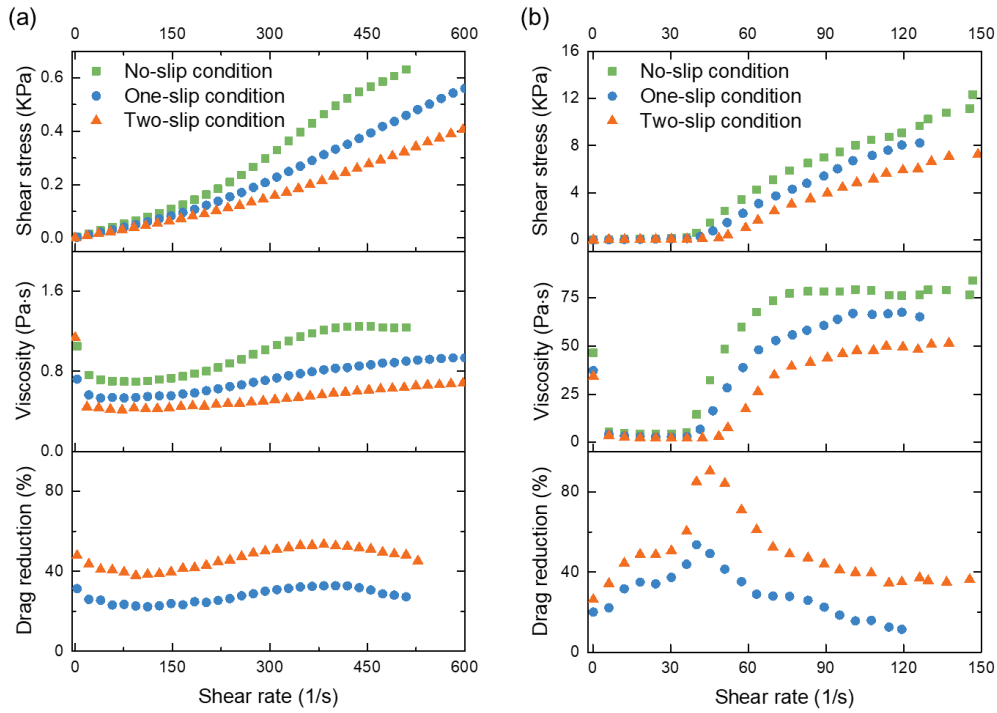 (a)
0 150 300 450 600
No-slip condition
One-slip condition
Two-slip condition
Shear stress (KPa)
0.6
0.4
0.2
0.0
Viscosity (Pa·s)
1.6
0.8
0.0
Drag reduction (%)
80
40
0
0 150 300 450 600
Shear rate (1/s)
(b)
0 30 60 90 120 150
No-slip condition
One-slip condition
Two-slip condition
Shear stress (KPa)
16
12
8
4
0
Viscosity (Pa·s)
75
50
25
0
Drag reduction (%)
80
40
0
0 30 60 90 120 150
Shear rate (1/s)